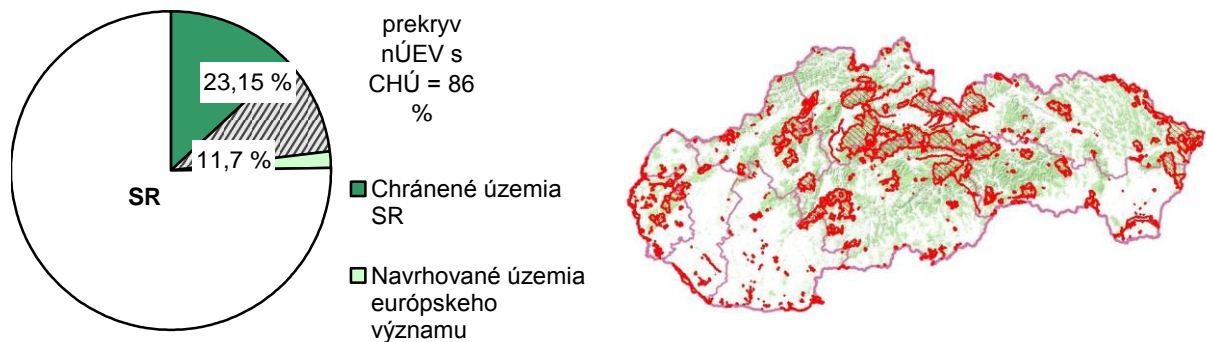 prekryv
nÚEV s
CHÚ = 86
%
23,15 %
11,7 %
SR
Chránené územia
SR
Navrhované územia
európskeho
významu